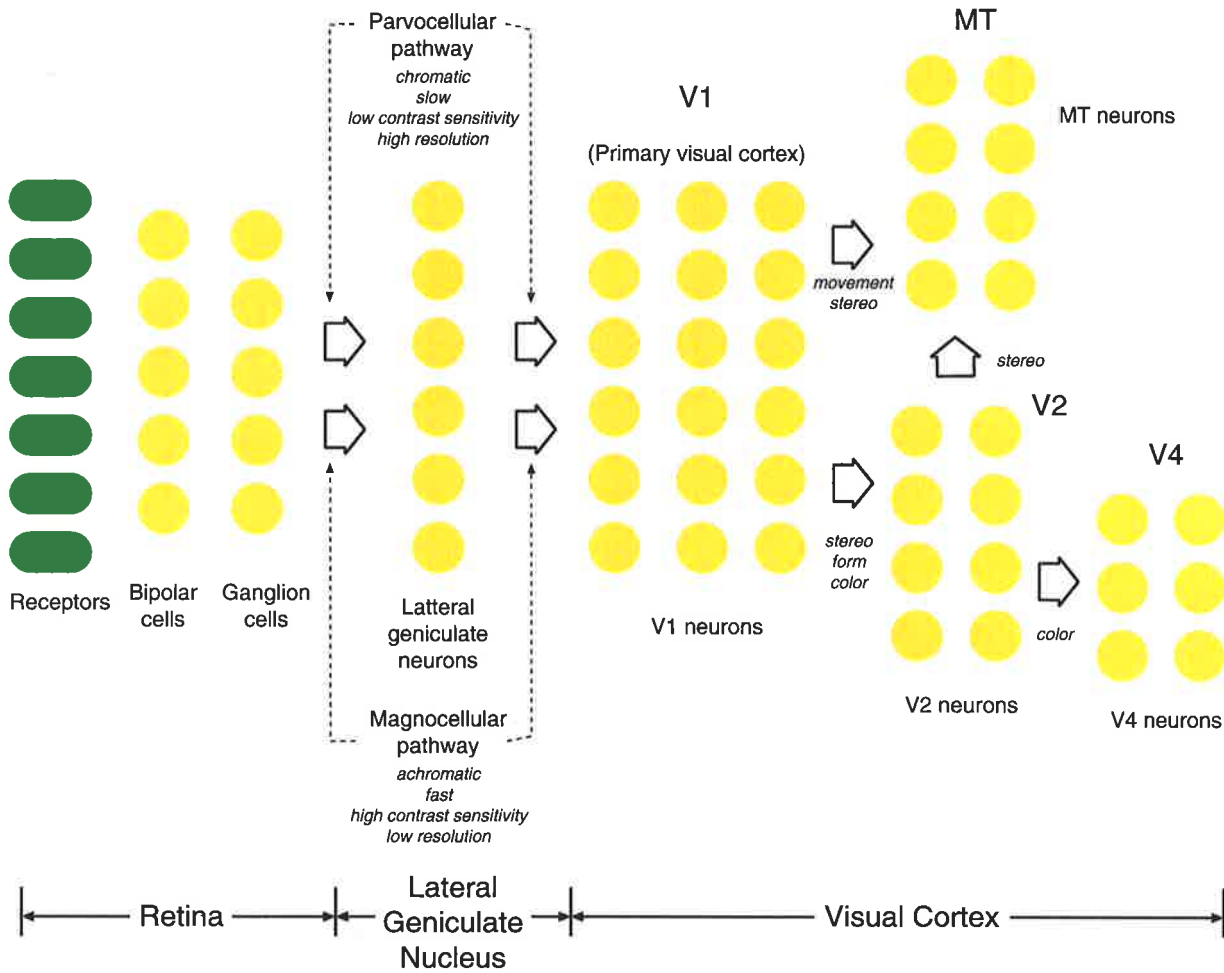 Parvocellular
pathway
chromatic
slow
low contrast sensitivity
high resolution
MT
MT neurons
V1
(Primary visual cortex)
movement
stereo
stereo
V2
V4
Receptors
Bipolar
cells
Ganglion
cells
Latteral
geniculate
neurons
V1 neurons
stereo
form
color
color
V2 neurons
V4 neurons
Magnocellular
pathway
achromatic
fast
high contrast sensitivity
low resolution
Retina
Lateral
Geniculate
Nucleus
Visual Cortex